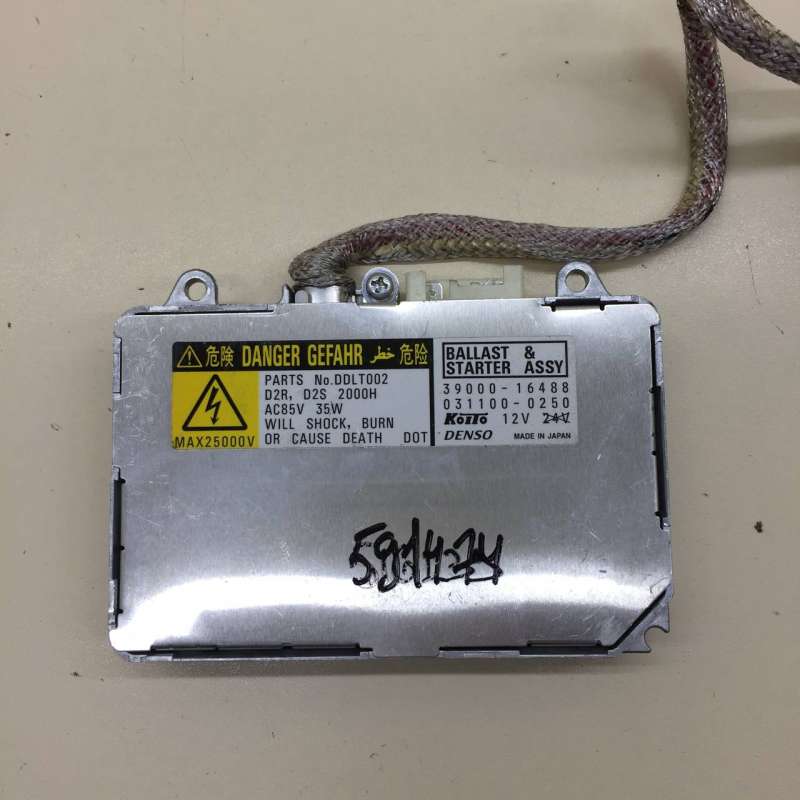 危険 DANGER GEFAHR خطر 危险
PARTS No.DDLT002
D2R, D2S 2000H
AC85V 35W
WILL SHOCK, BURN
OR CAUSE DEATH DOT
MAX25000V
BALLAST &
STARTER ASSY
39000-16488
031100-0250
KOITO 12V 24V
DENSO MADE IN JAPAN
591474